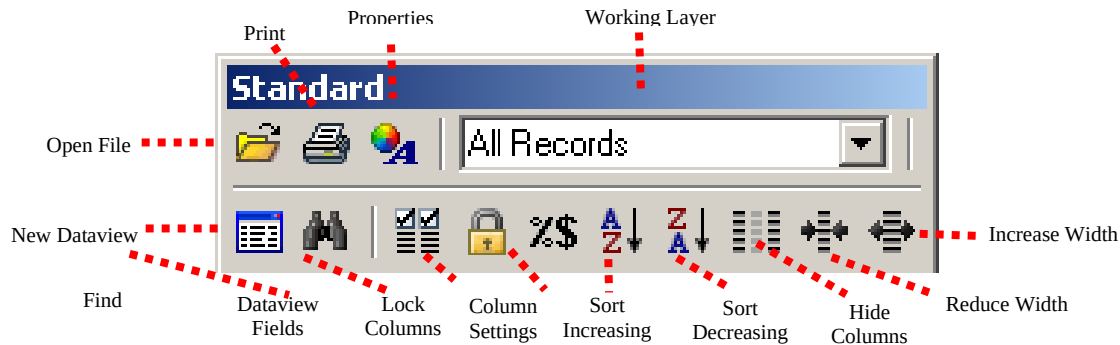 Properties
Working Layer
Print
Standard
Open File
All Records
%$
A
Z
Z
A
New Dataview
Increase Width
Find
Dataview
Fields
Lock
Columns
Column
Settings
Sort
Increasing
Sort
Decreasing
Hide
Columns
Reduce Width